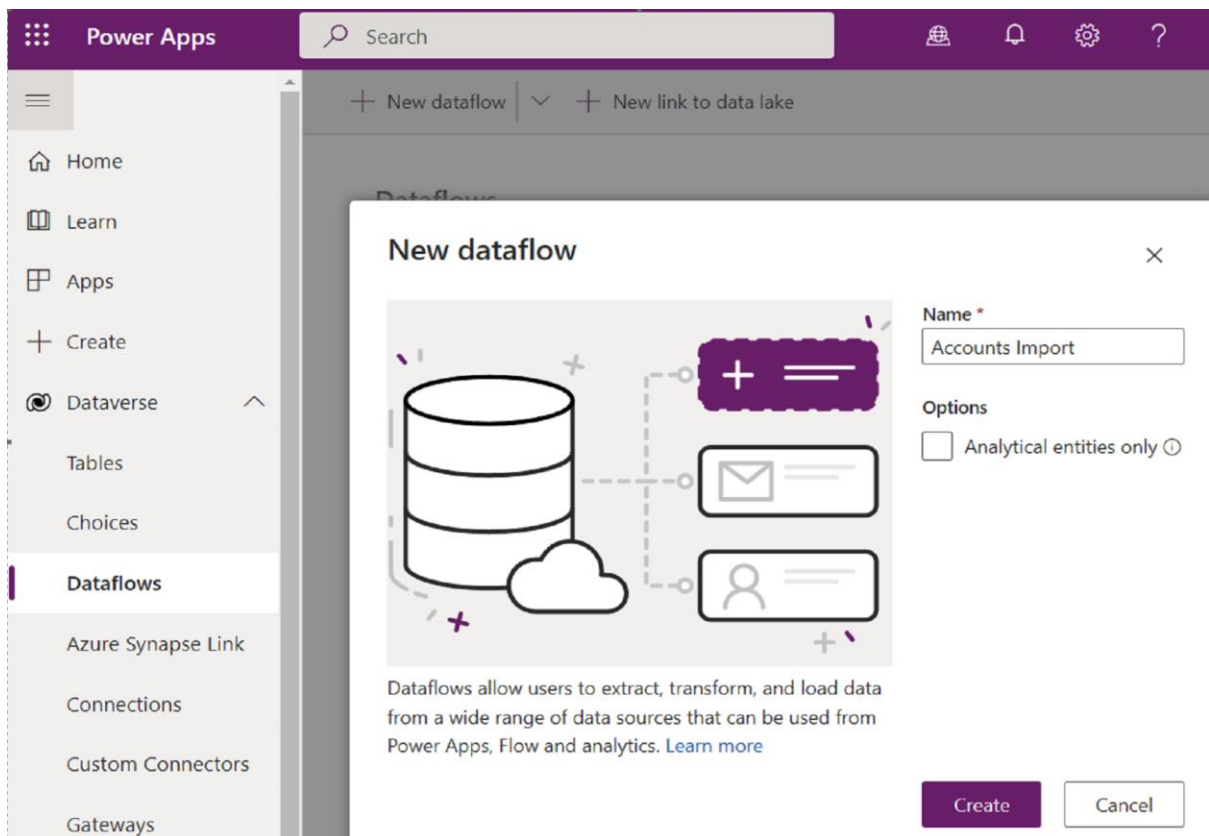 Power Apps
Search
New dataflow
New link to data lake
Home
Learn
Apps
Create
Dataverse
Tables
Choices
Dataflows
Azure Synapse Link
Connections
Custom Connectors
Gateways
Dataflows
New dataflow
Name *
Accounts Import
Options
Analytical entities only
Dataflows allow users to extract, transform, and load data
from a wide range of data sources that can be used from
Power Apps, Flow and analytics. Learn more
Create
Cancel